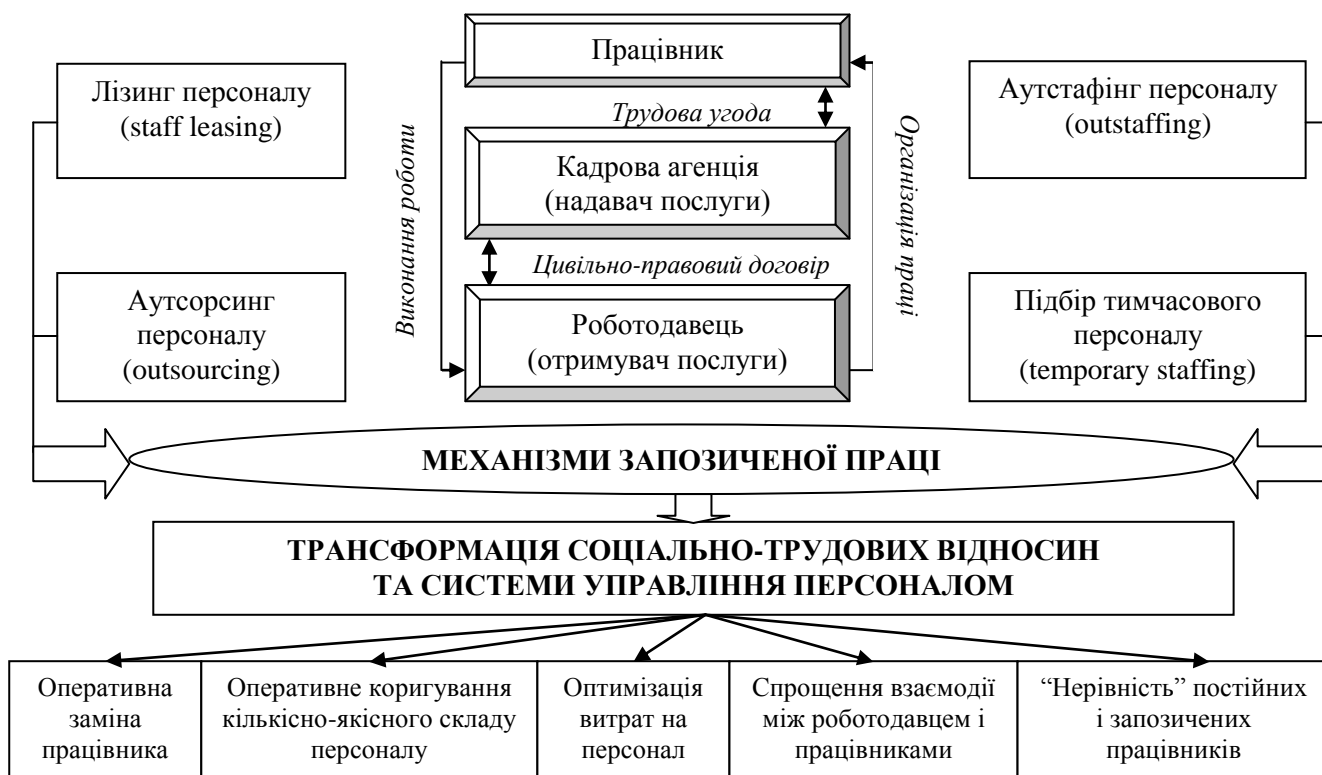 Працівник
Лізинг персоналу
(staff leasing)
Трудова угода
Аутстафінг персоналу
(outstaffing)
Кадрова агенція
(надавач послуги)
Виконання роботи
Організація праці
Цивільно-правовий договір
Аутсорсинг
персоналу
(outsourcing)
Роботодавець
(отримувач послуги)
Підбір тимчасового
персоналу
(temporary staffing)
МЕХАНІЗМИ ЗАПОЗИЧЕНОЇ ПРАЦІ
ТРАНСФОРМАЦІЯ СОЦІАЛЬНО-ТРУДОВИХ ВІДНОСИН
ТА СИСТЕМИ УПРАВЛІННЯ ПЕРСОНАЛОМ
Оперативна
заміна
працівника
Оперативне коригування
кількісно-якісного складу
персоналу
Оптимізація
витрат на
персонал
Спрощення взаємодії
між роботодавцем і
працівниками
“Нерівність” постійних
і запозичених
працівників